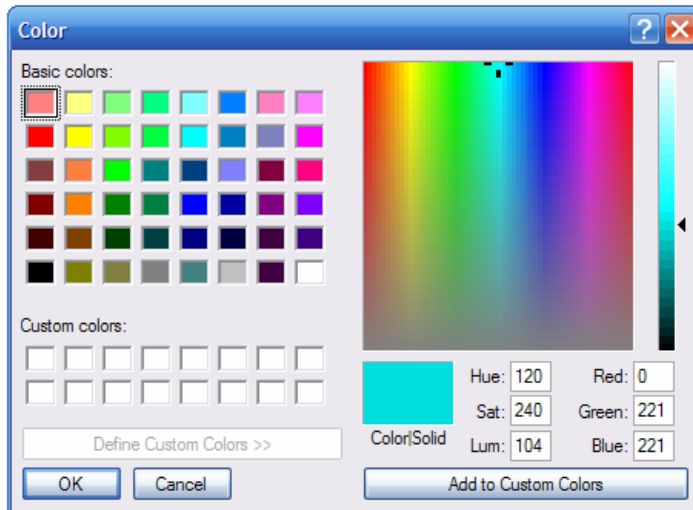 Color
Basic colors:
Custom colors:
Define Custom Colors >>
OK Cancel
Color|Solid
Hue: 120 Red: 0
Sat: 240 Green: 221
Lum: 104 Blue: 221
Add to Custom Colors